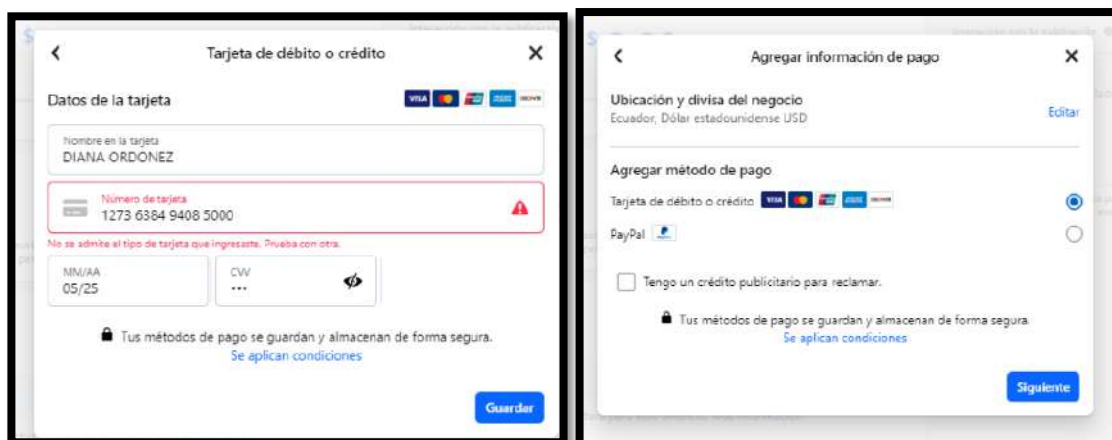 Tarjeta de débito o crédito
Datos de la tarjeta
VISA
Nombre en la tarjeta
DIANA ORDONEZ
Número de tarjeta
1273 6384 9408 5000
No se admite el tipo de tarjeta que ingresaste. Prueba con otra.
MM/AA
05/25
CVV
•••
Tus métodos de pago se guardan y almacenan de forma segura.
Se aplican condiciones
Guardar
Agregar información de pago
Ubicación y divisa del negocio
Ecuador, Dólar estadounidense USD
Editar
Agregar método de pago
Tarjeta de débito o crédito VISA
PayPal
Tengo un crédito publicitario para reclamar.
Tus métodos de pago se guardan y almacenan de forma segura.
Se aplican condiciones
Siguiente